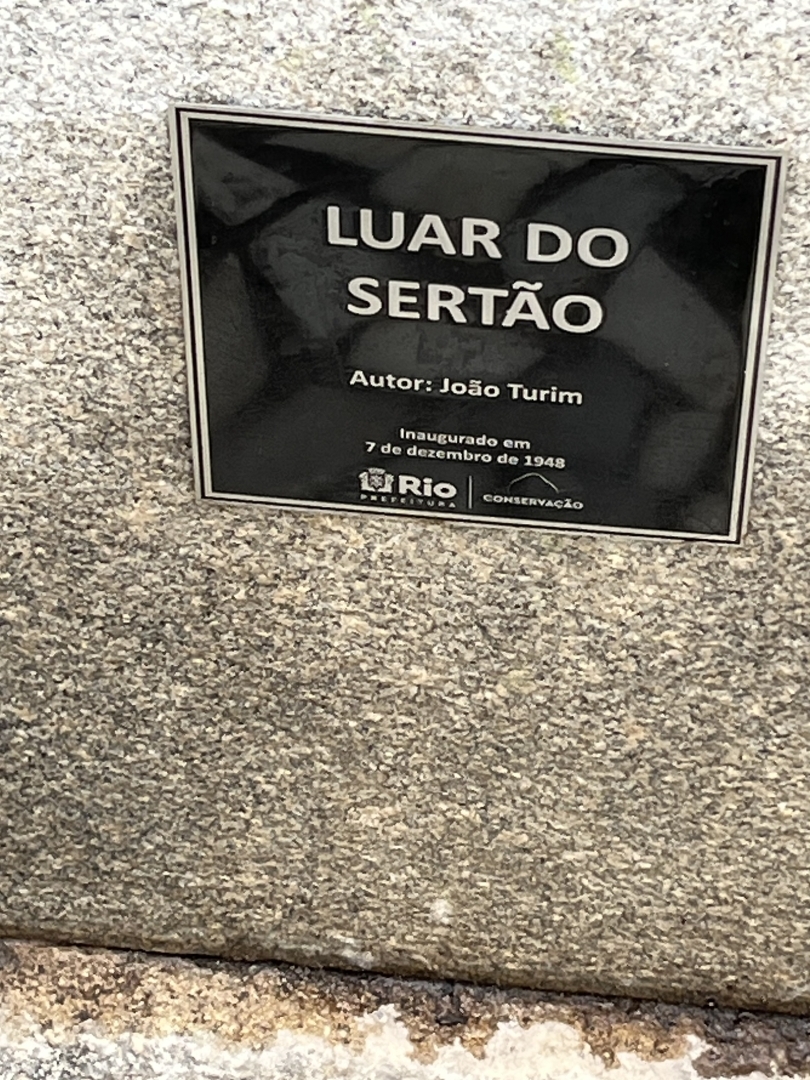 LUAR DO
SERTÃO
Autor: João Turim
Inaugurado em
7 de dezembro de 1948
Rio
PREFEITURA
CONSERVAÇÃO